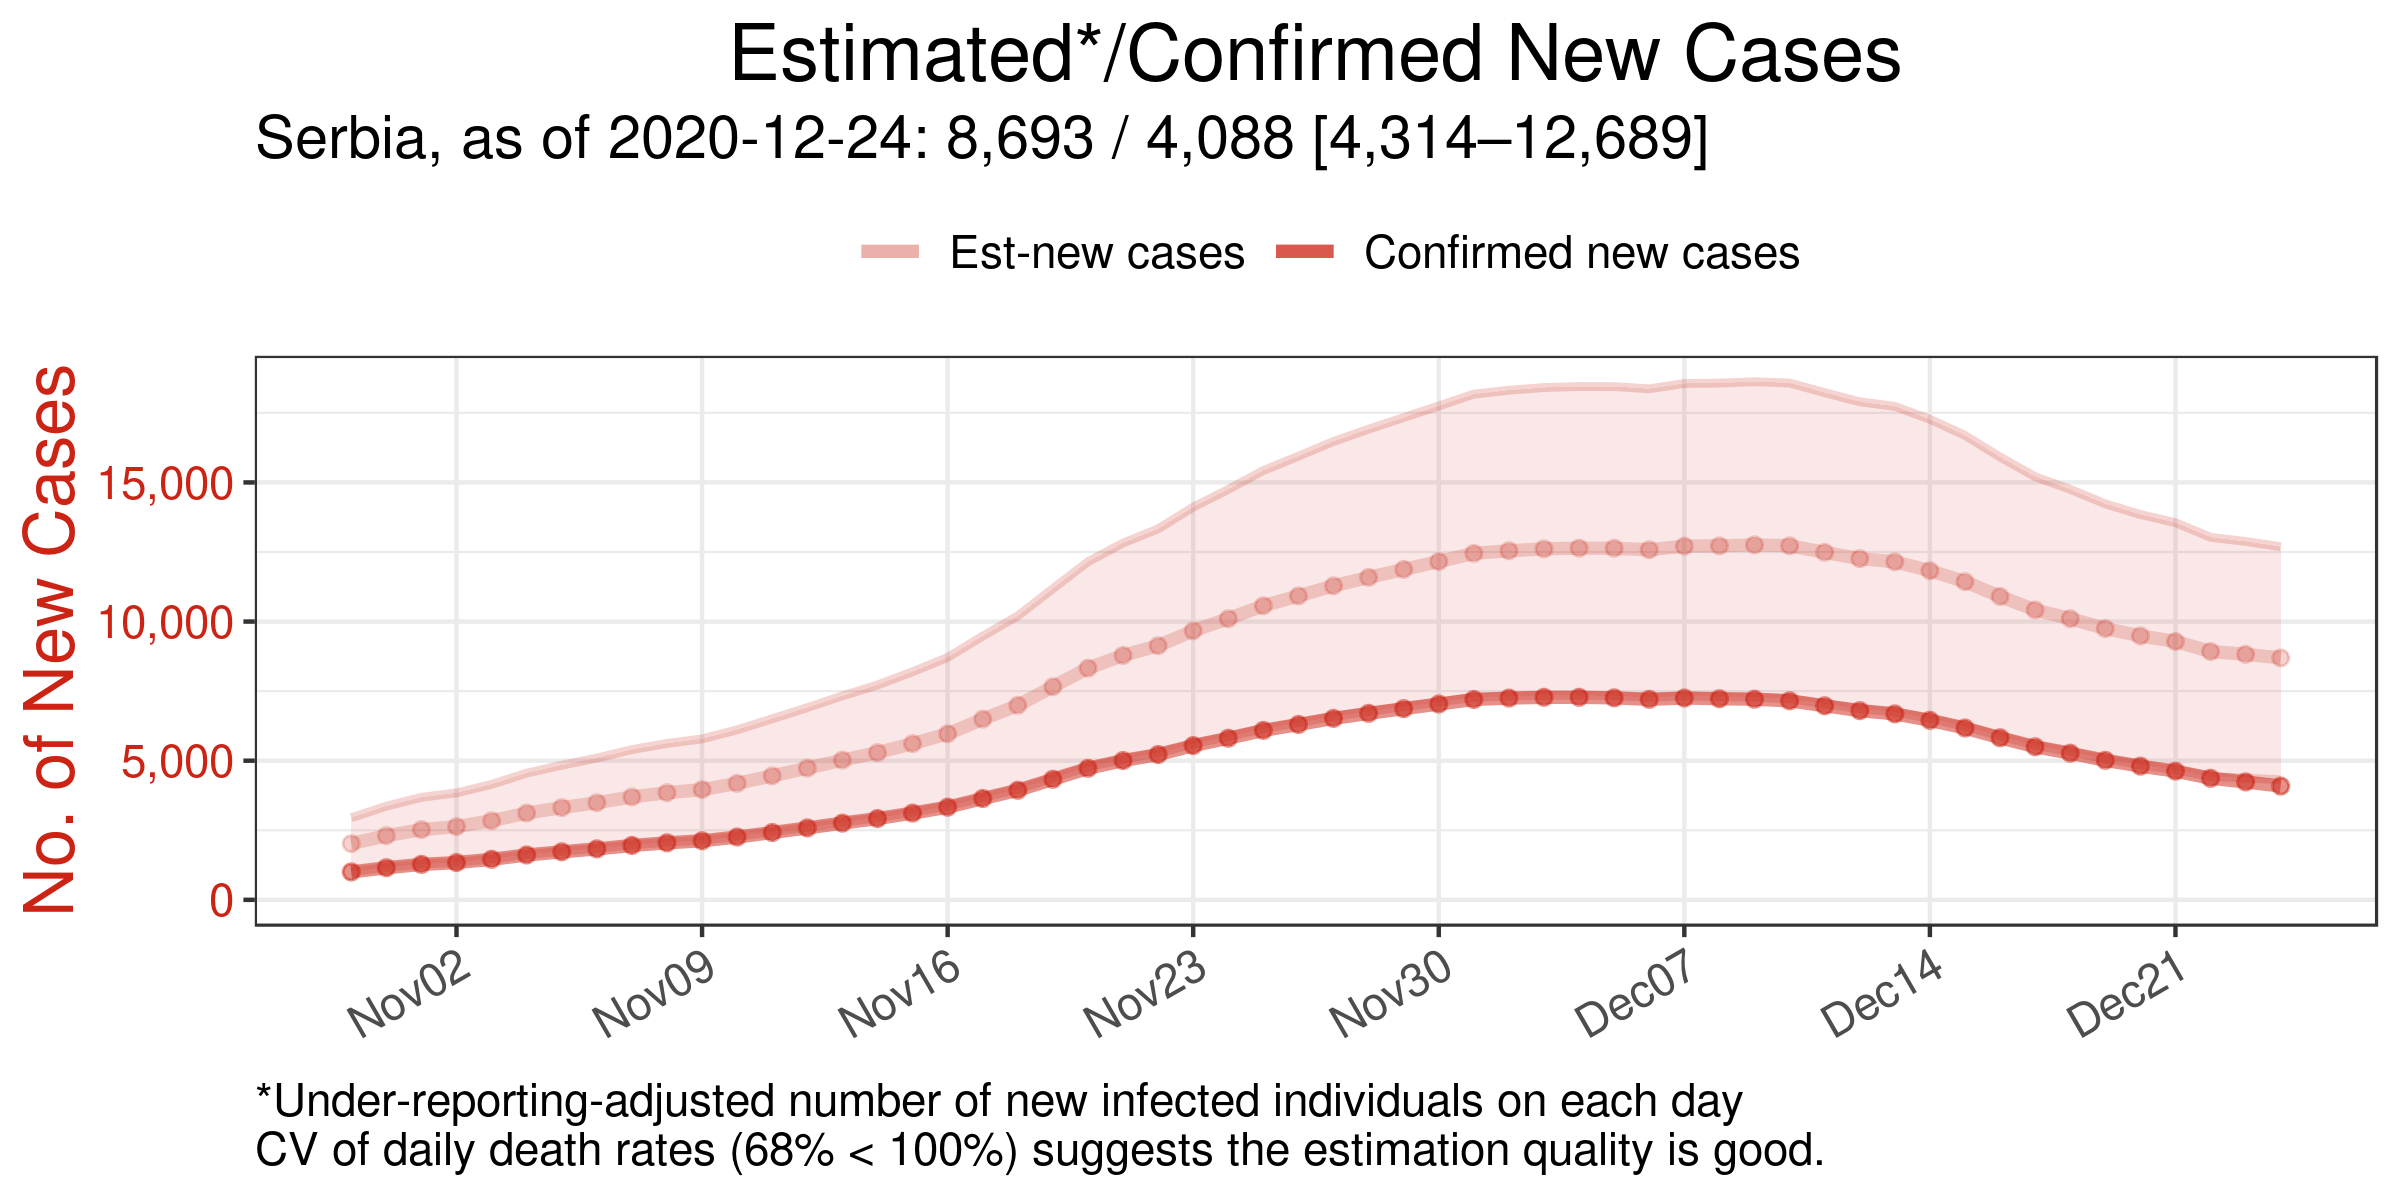 Estimated*/Confirmed New Cases
Serbia, as of 2020-12-24: 8,693 / 4,088 [4,314–12,689]
Est-new cases
Confirmed new cases
No. of New Cases
15,000
10,000
5,000
0
Nov02
Nov09
Nov16
Nov23
Nov30
Dec07
Dec14
Dec21
*Under-reporting-adjusted number of new infected individuals on each day
CV of daily death rates (68% < 100%) suggests the estimation quality is good.